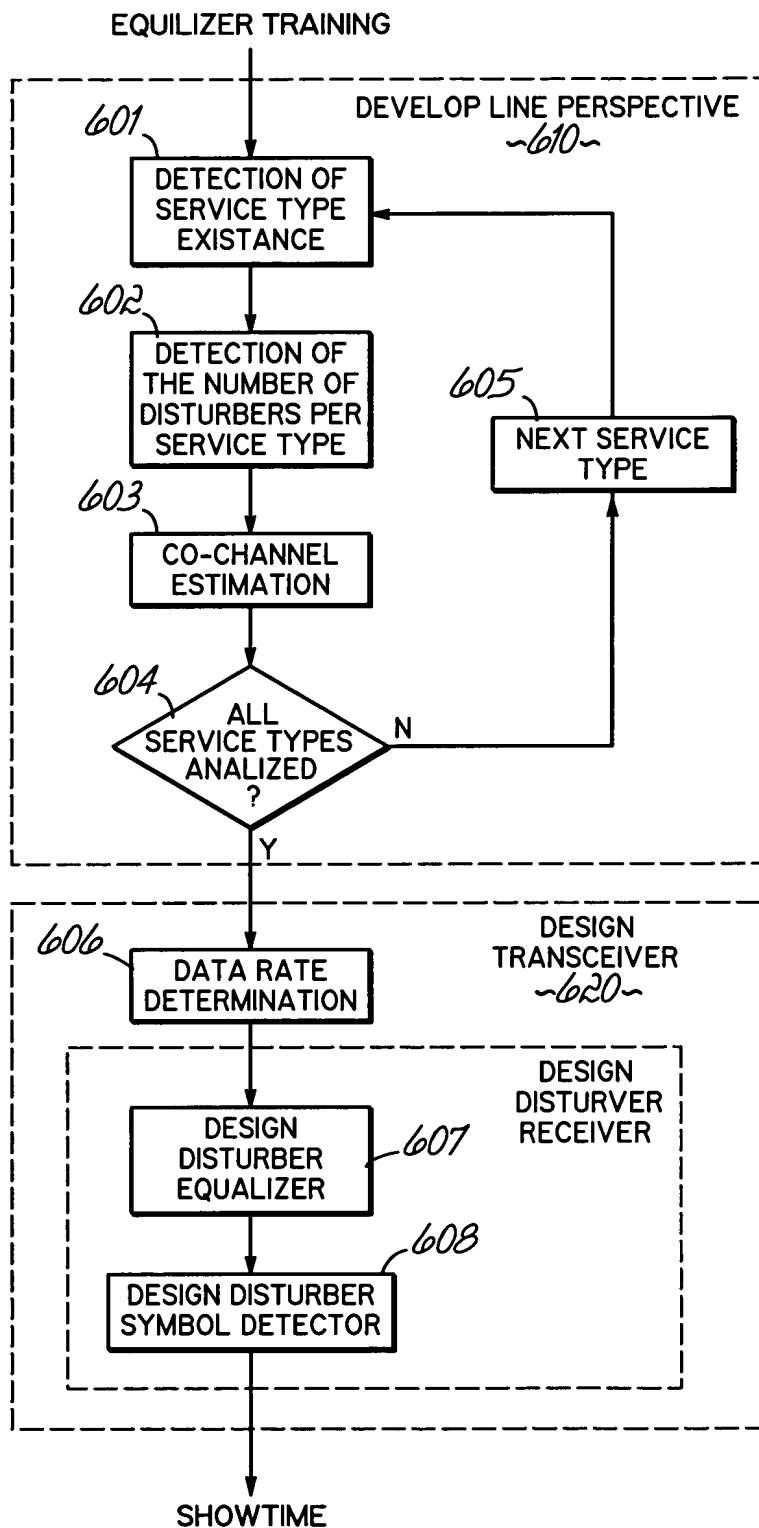 EQUILIZER TRAINING
DEVELOP LINE PERSPECTIVE
~610~
601
DETECTION OF
SERVICE TYPE
EXISTANCE
602
DETECTION OF
THE NUMBER OF
DISTURBERS PER
SERVICE TYPE
605
NEXT SERVICE
TYPE
603
CO-CHANNEL
ESTIMATION
604
ALL
SERVICE TYPES
ANALIZED
?
N
Y
DESIGN
TRANSCEIVER
~620~
606
DATA RATE
DETERMINATION
DESIGN
DISTURVER
RECEIVER
DESIGN
DISTURBER
EQUALIZER
607
608
DESIGN DISTURBER
SYMBOL DETECTOR
SHOWTIME